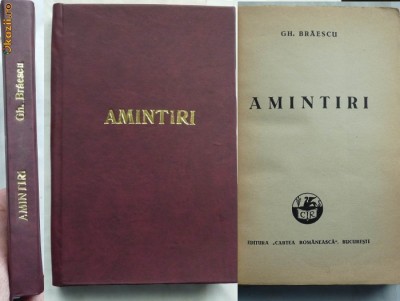 AMINTIRI Gh. Brăescu
AMINTIRI
GH. BRĂESCU
AMINTIRI
CR
EDITURA „CARTEA ROMÂNEASCĂ”, BUCUREȘTI